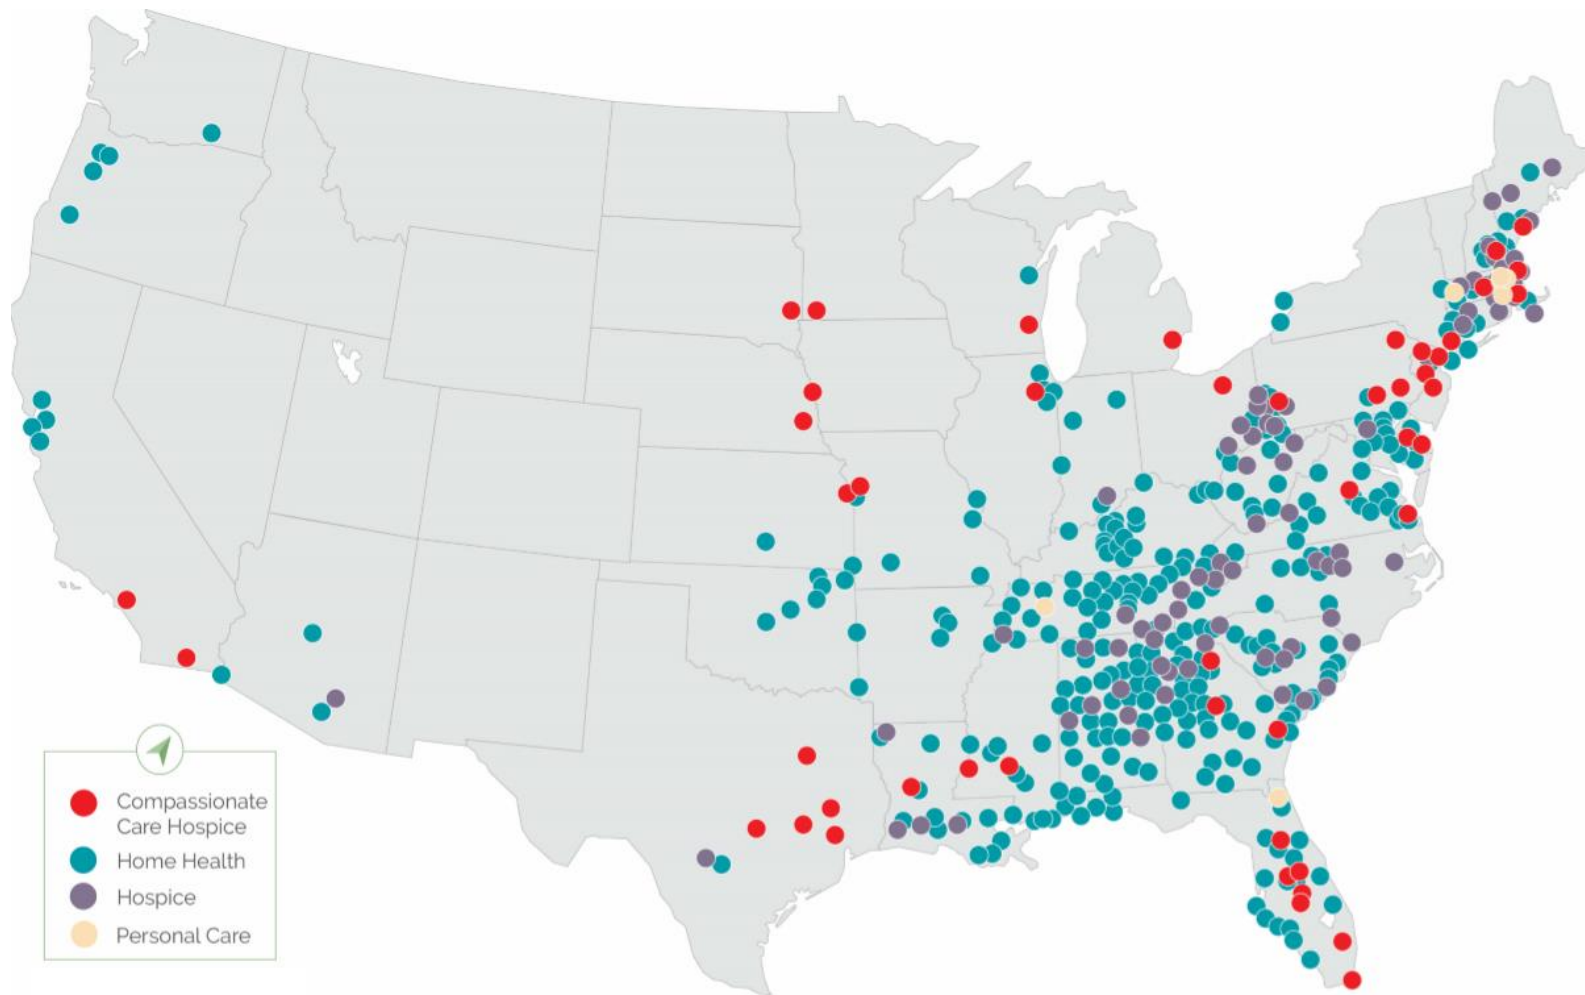 Compassionate
Care Hospice
Home Health
Hospice
Personal Care